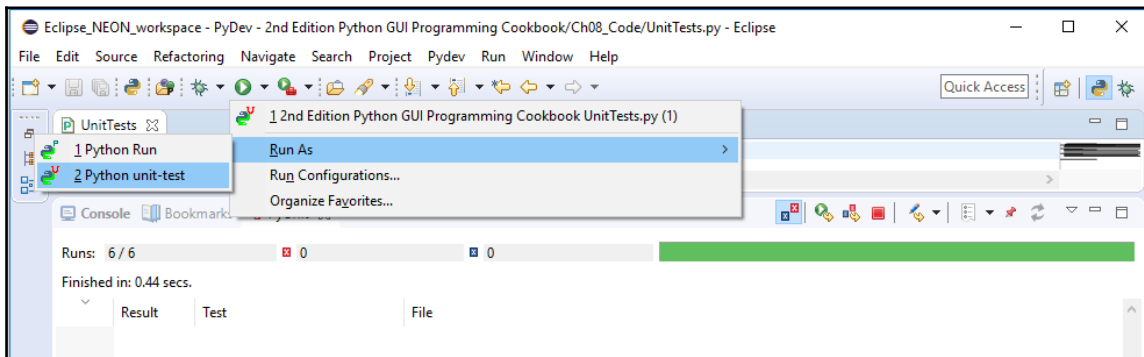 Eclipse_NEON_workspace - PyDev - 2nd Edition Python GUI Programming Cookbook/Ch08_Code/UnitTests.py - Eclipse
File Edit Source Refactoring Navigate Search Project Pydev Run Window Help
Quick Access
UnitTests
1 2nd Edition Python GUI Programming Cookbook UnitTests.py (1)
1 Python Run
Run As
2 Python unit-test
Run Configurations...
Organize Favorites...
Console Bookmarks
Runs: 6 / 6 0 0
Finished in: 0.44 secs.
Result Test File